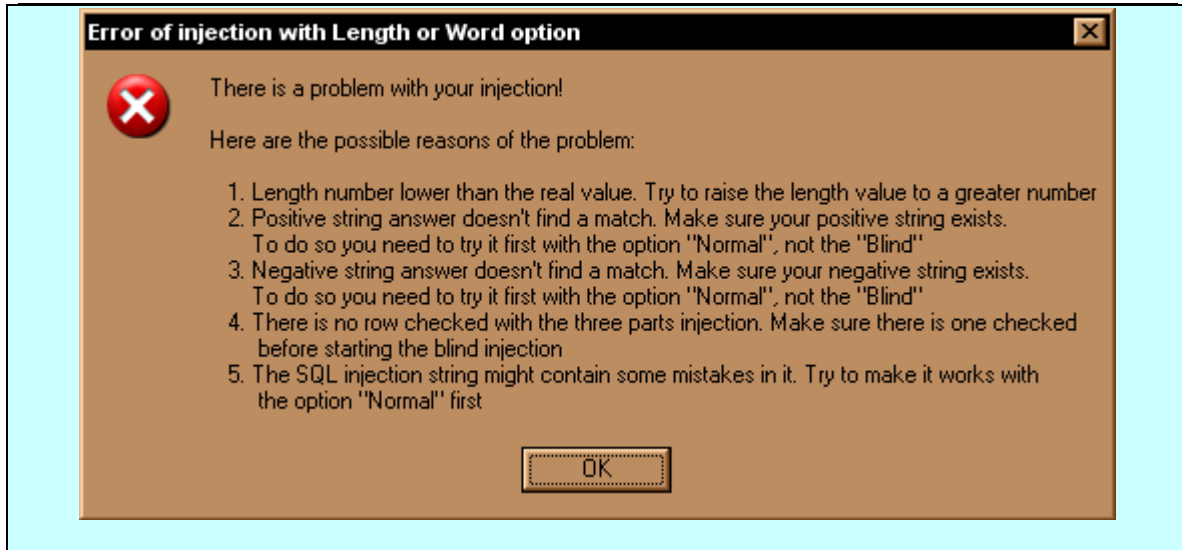 Error of injection with Length or Word option
There is a problem with your injection!
Here are the possible reasons of the problem:
1. Length number lower than the real value. Try to raise the length value to a greater number
2. Positive string answer doesn't find a match. Make sure your positive string exists.
To do so you need to try it first with the option "Normal", not the "Blind"
3. Negative string answer doesn't find a match. Make sure your negative string exists.
To do so you need to try it first with the option "Normal", not the "Blind"
4. There is no row checked with the three parts injection. Make sure there is one checked
before starting the blind injection
5. The SQL injection string might contain some mistakes in it. Try to make it works with
the option "Normal" first
OK